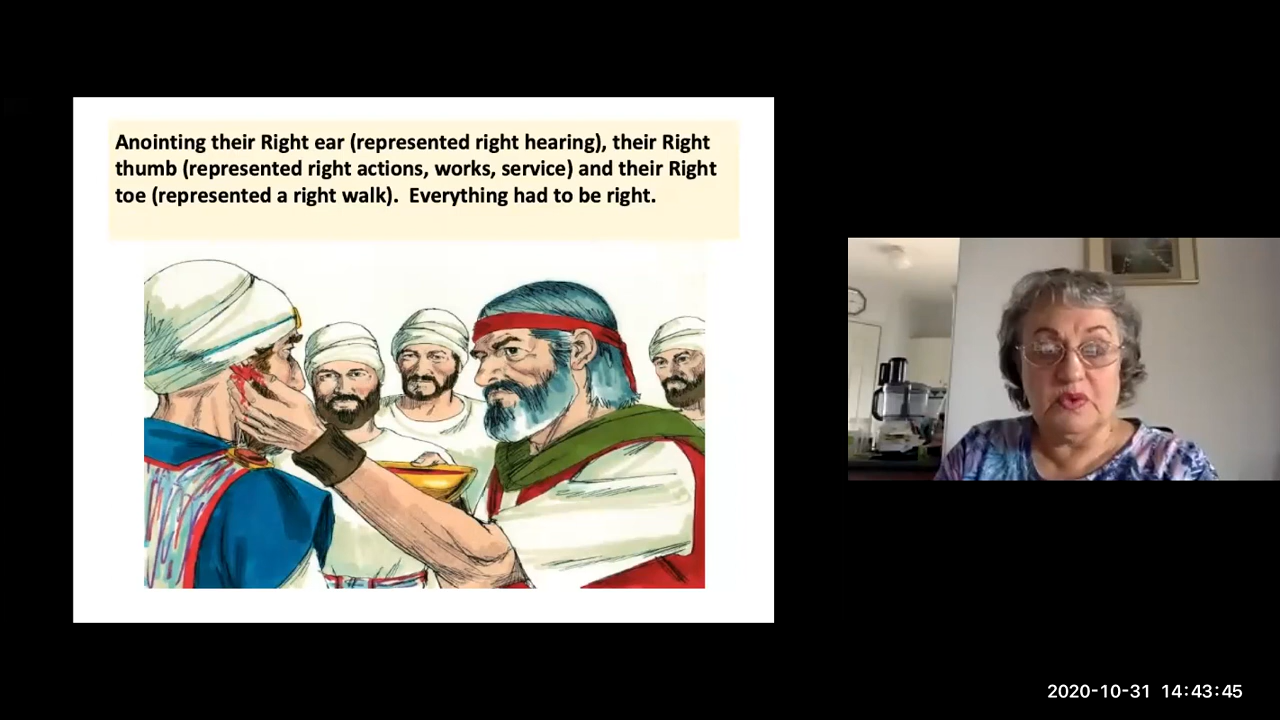 Anointing their Right ear (represented right hearing), their Right
thumb (represented right actions, works, service) and their Right
toe (represented a right walk).  Everything had to be right.
2020-10-31 14:43:45